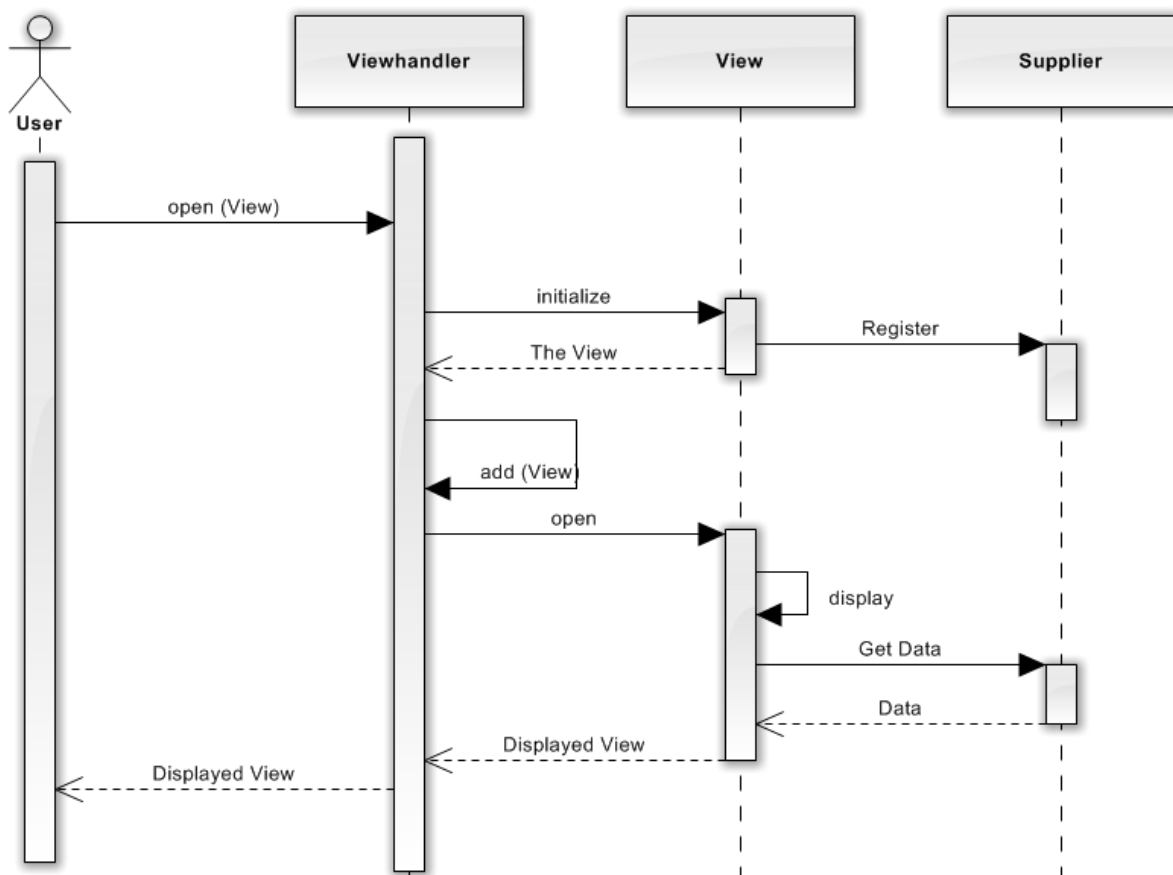 Viewhandler
View
Supplier
User
open (View)
initialize
Register
The View
add (View)
open
display
Get Data
Data
Displayed View
Displayed View